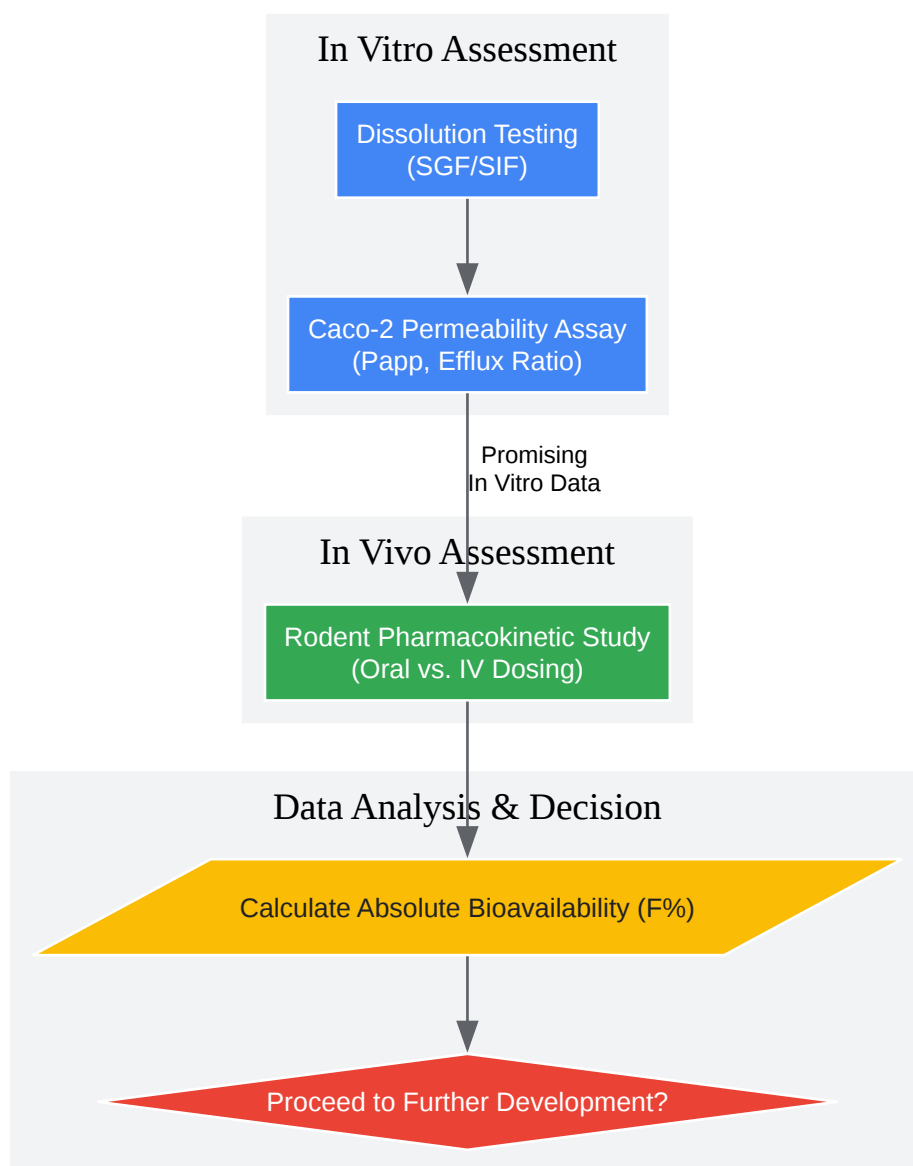 In Vitro Assessment
Dissolution Testing
(SGF/SIF)
Caco-2 Permeability Assay
(Papp, Efflux Ratio)
Promising
In Vitro Data
In Vivo Assessment
Rodent Pharmacokinetic Study
(Oral vs. IV Dosing)
Data Analysis & Decision
Calculate Absolute Bioavailability (F%)
Proceed to Further Development?